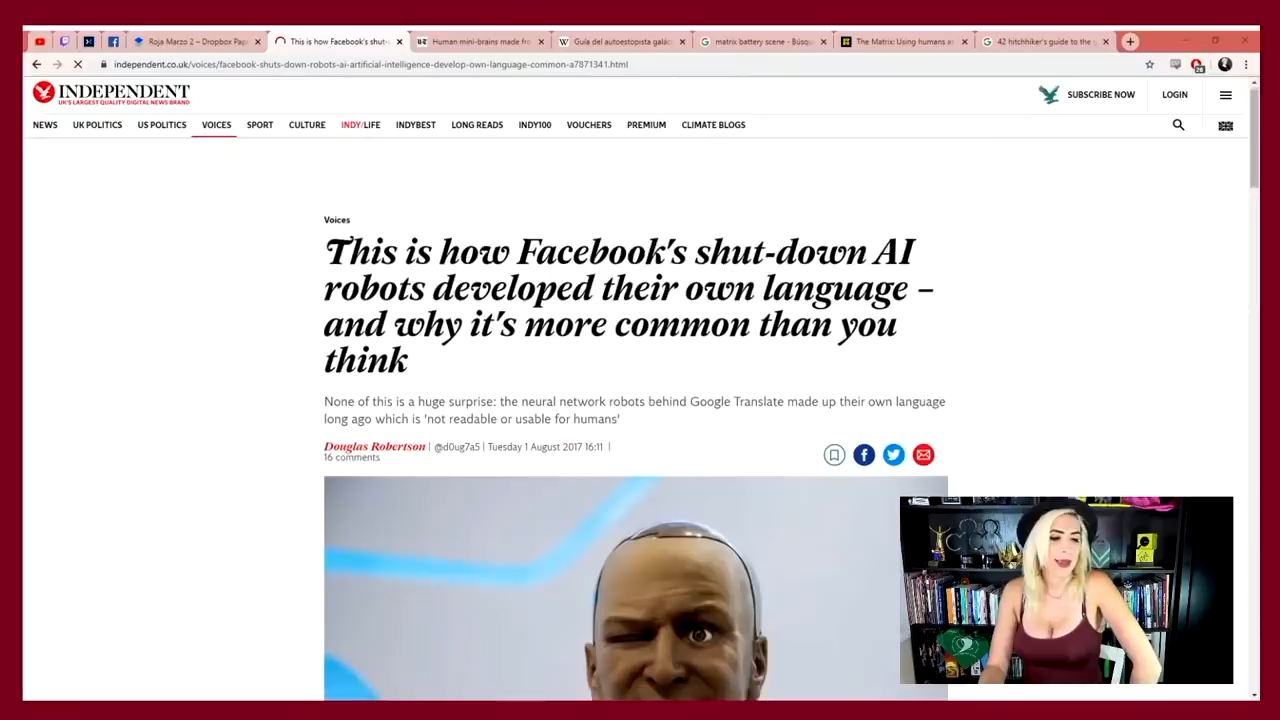 Roja Marzo 2 – Dropbox Pap
This is how Facebook's shut-
Human mini-brains made fro
Guía del autoestopista galác
matrix battery scene - Búsqu
The Matrix: Using humans a
42 hitchhiker's guide to the g
independent.co.uk/voices/facebook-shuts-down-robots-ai-artificial-intelligence-develop-own-language-common-a7871341.html
26
INDEPENDENT
UK'S LARGEST QUALITY DIGITAL NEWS BRAND
SUBSCRIBE NOW
LOGIN
NEWS UK POLITICS US POLITICS VOICES SPORT CULTURE INDY/LIFE INDYBEST LONG READS INDY100 VOUCHERS PREMIUM CLIMATE BLOGS
Voices
This is how Facebook's shut-down AI
robots developed their own language –
and why it's more common than you
think
None of this is a huge surprise: the neural network robots behind Google Translate made up their own language
long ago which is 'not readable or usable for humans'
Douglas Robertson | @d0ug7a5 | Tuesday 1 August 2017 16:11 |
16 comments